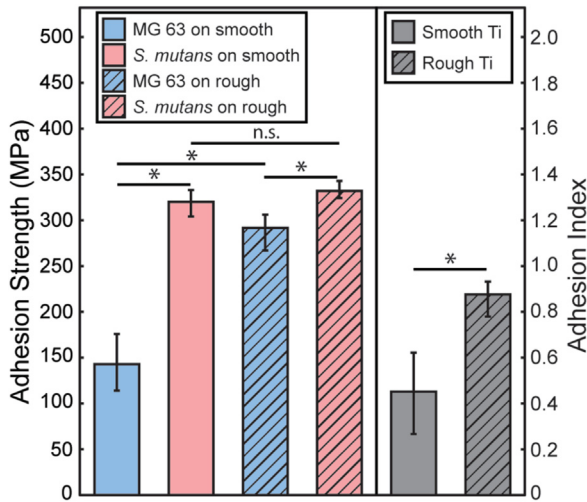 MG 63 on smooth
S. mutans on smooth
MG 63 on rough
S. mutans on rough
Smooth Ti
Rough Ti
Adhesion Strength (MPa)
500
450
400
350
300
250
200
150
100
50
0
n.s.
*
*
*
*
Adhesion Index
2.0
1.8
1.6
1.4
1.2
1.0
0.8
0.6
0.4
0.2
0